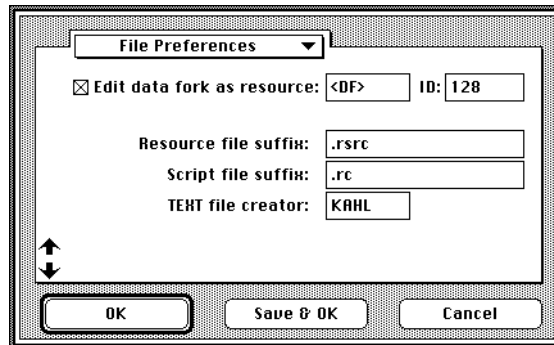 File Preferences
Edit data fork as resource: <DF> ID: 128
Resource file suffix: .rsrc
Script file suffix: .rc
TEXT file creator: KAHL
OK Save & OK Cancel